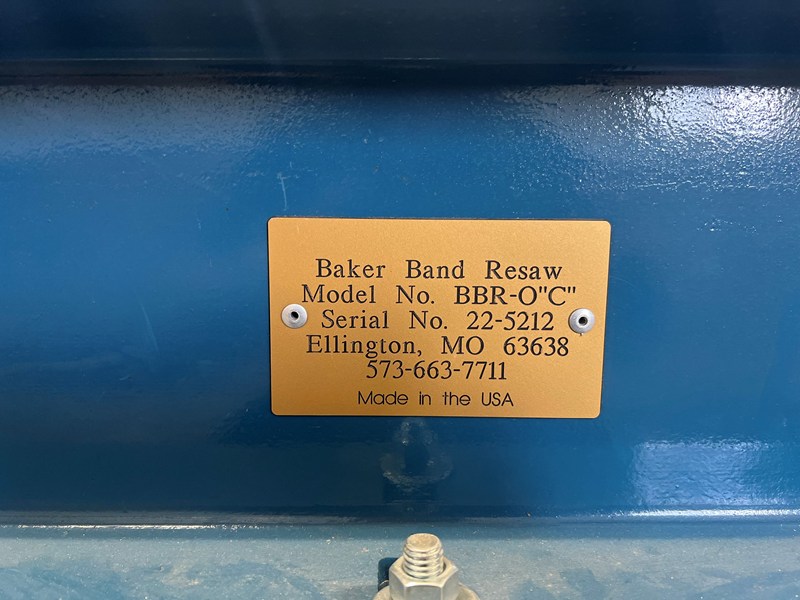 Baker Band Resaw
Model No. BBR-O"C"
Serial No. 22-5212
Ellington, MO 63638
573-663-7711
Made in the USA